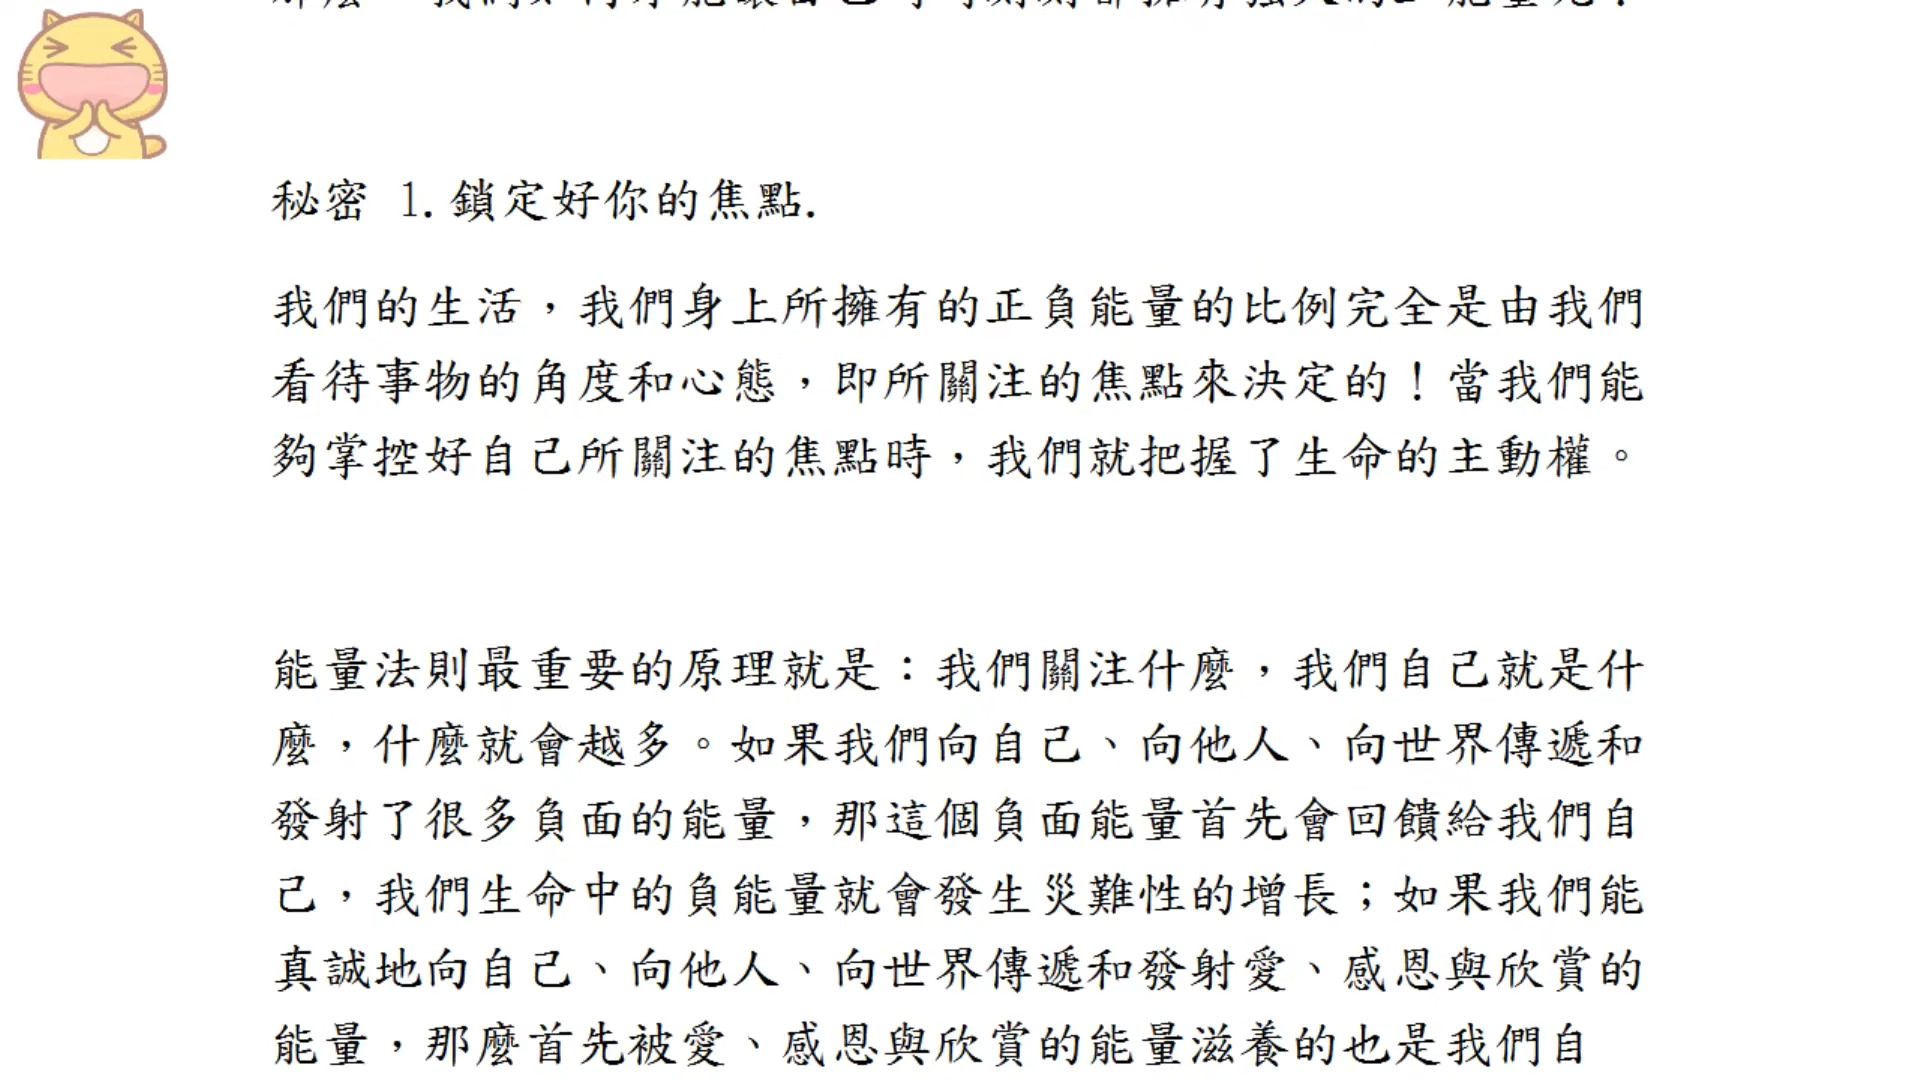 秘密 1.鎖定好你的焦點.
我們的生活，我們身上所擁有的正負能量的比例完全是由我們
看待事物的角度和心態，即所關注的焦點來決定的！當我們能
夠掌控好自己所關注的焦點時，我們就把握了生命的主動權。
能量法則最重要的原理就是：我們關注什麼，我們自己就是什
麼，什麼就會越多。如果我們向自己、向他人、向世界傳遞和
發射了很多負面的能量，那這個負面能量首先會回饋給我們自
己，我們生命中的負能量就會發生災難性的增長；如果我們能
真誠地向自己、向他人、向世界傳遞和發射愛、感恩與欣賞的
能量，那麼首先被愛、感恩與欣賞的能量滋養的也是我們自